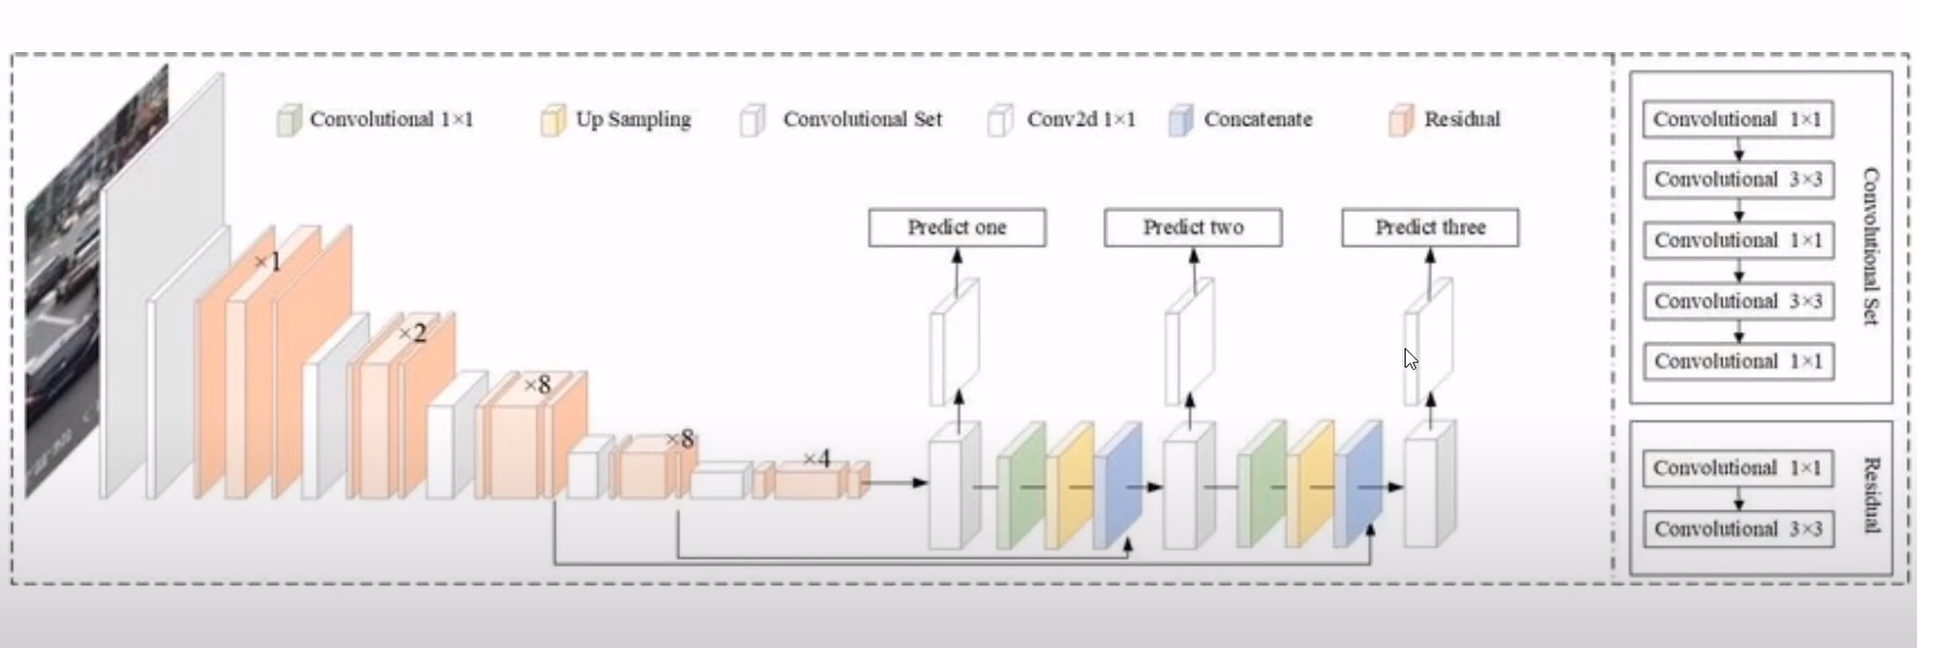 Convolutional 1×1
Up Sampling
Convolutional Set
Conv2d 1×1
Concatenate
Residual
×1
×2
×8
×8
×4
Predict one
Predict two
Predict three
Convolutional 1×1
Convolutional 3×3
Convolutional 1×1
Convolutional 3×3
Convolutional 1×1
Convolutional Set
Convolutional 1×1
Convolutional 3×3
Residual